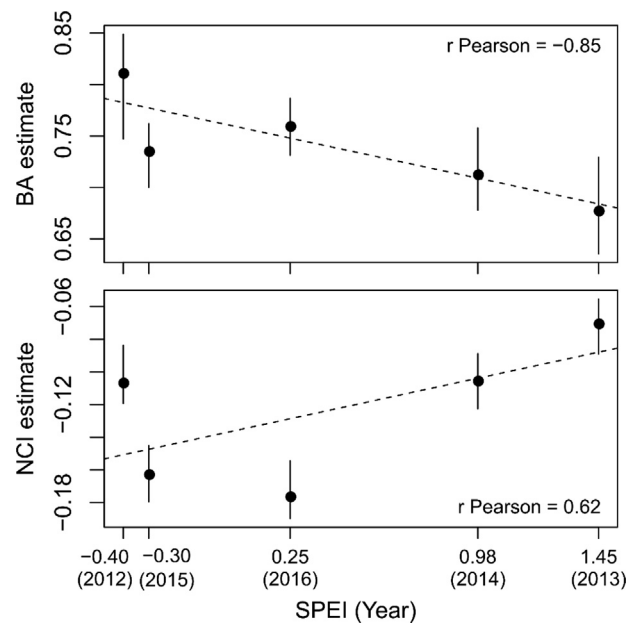 r Pearson = −0.85
BA estimate
0.85
0.75
0.65
NCI estimate
−0.06
−0.12
−0.18
r Pearson = 0.62
−0.40 −0.30 0.25 0.98 1.45
(2012) (2015) (2016) (2014) (2013)
SPEI (Year)